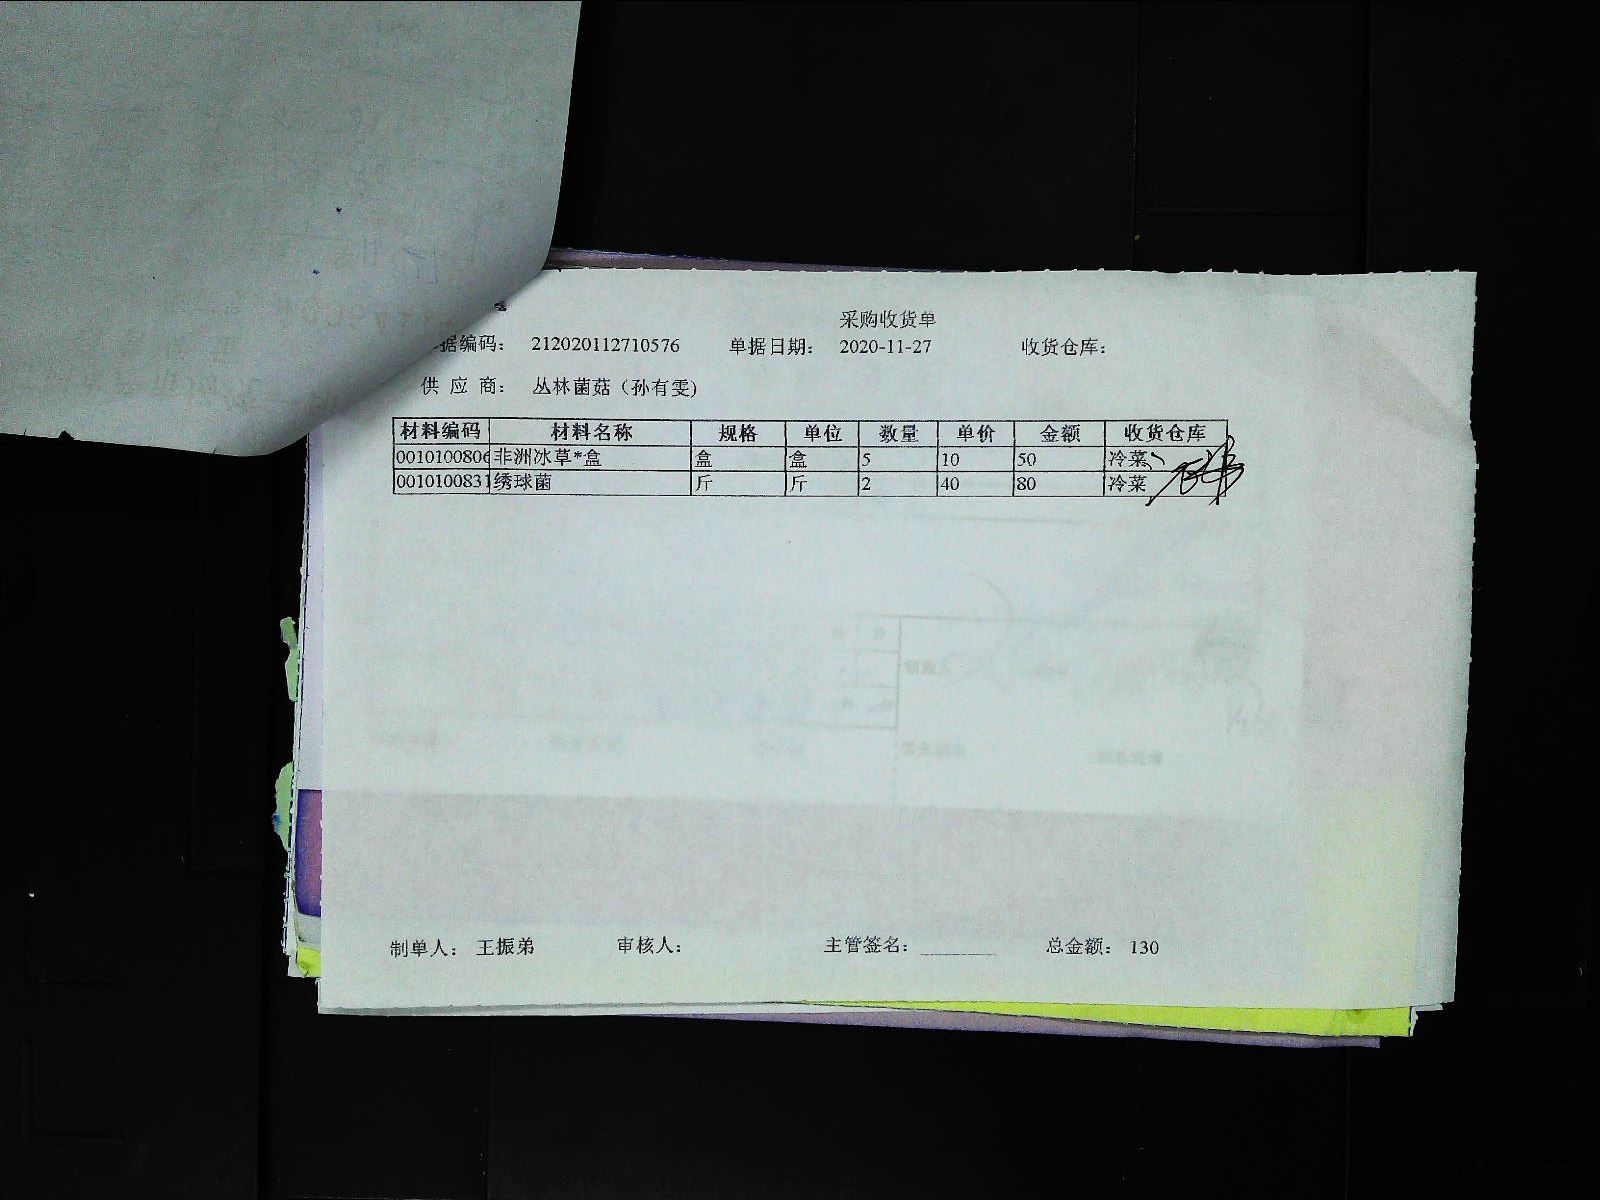 采购收货单
据编码： 212020112710576 单据日期： 2020-11-27 收货仓库：
供 应 商： 丛林菌菇（孙有雯)
材料编码 材料名称 规格 单位 数量 单价 金额 收货仓库
0010100806 非洲冰草*盒 盒 盒 5 10 50 冷菜
0010100831 绣球菌 斤 斤 2 40 80 冷菜
制单人： 王振弟 审核人： 主管签名： 总金额： 130